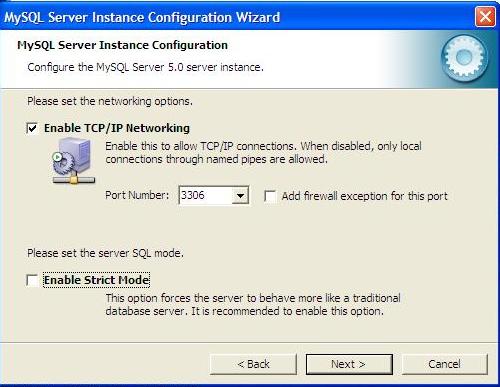 MySQL Server Instance Configuration Wizard
MySQL Server Instance Configuration
Configure the MySQL Server 5.0 server instance.
Please set the networking options.
Enable TCP/IP Networking
Enable this to allow TCP/IP connections. When disabled, only local
connections through named pipes are allowed.
Port Number: 3306 Add firewall exception for this port
Please set the server SQL mode.
Enable Strict Mode
This option forces the server to behave more like a traditional
database server. It is recommended to enable this option.
< Back Next > Cancel